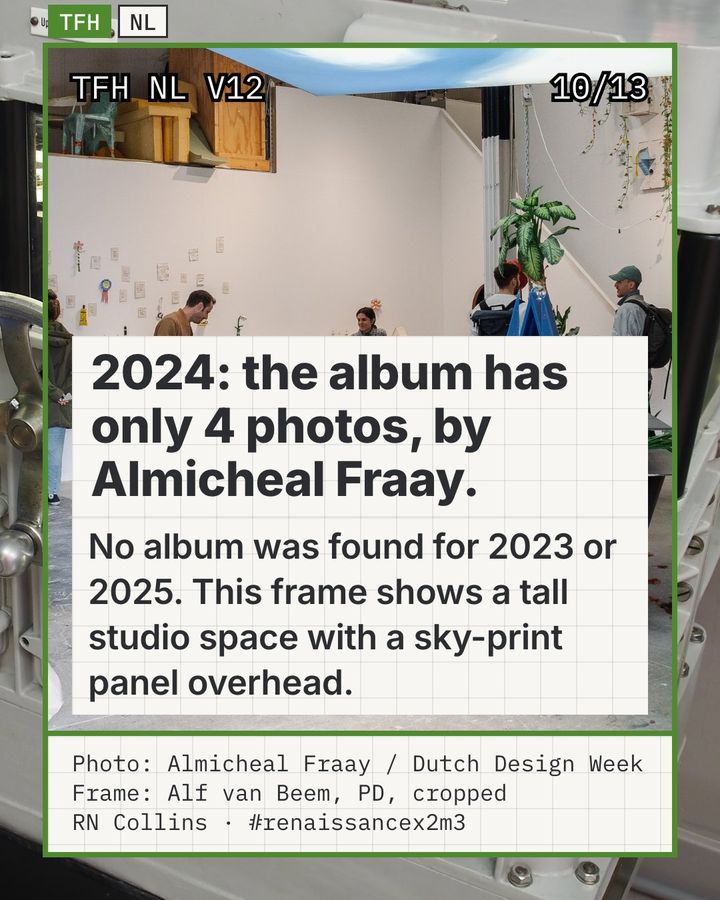 TFH NL
TFH NL V12 10/13
2024: the album has
only 4 photos, by
Almicheal Fraay.
No album was found for 2023 or
2025. This frame shows a tall
studio space with a sky-print
panel overhead.
Photo: Almicheal Fraay / Dutch Design Week
Frame: Alf van Beem, PD, cropped
RN Collins · #renaissancex2m3